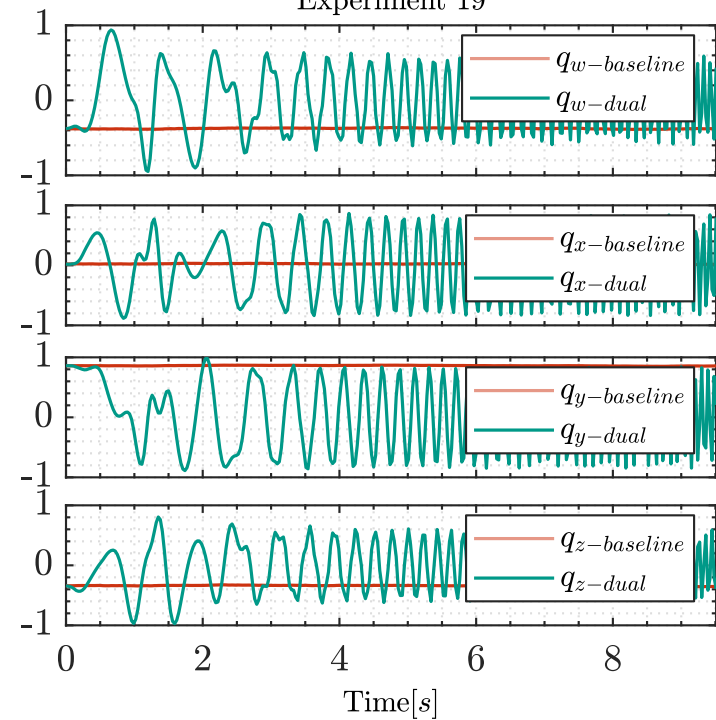 Experiment 19
1
0
-1
q_{w-baseline}
q_{w-dual}
1
0
-1
q_{x-baseline}
q_{x-dual}
1
0
-1
q_{y-baseline}
q_{y-dual}
1
0
-1
q_{z-baseline}
q_{z-dual}
0 2 4 6 8
Time[s]